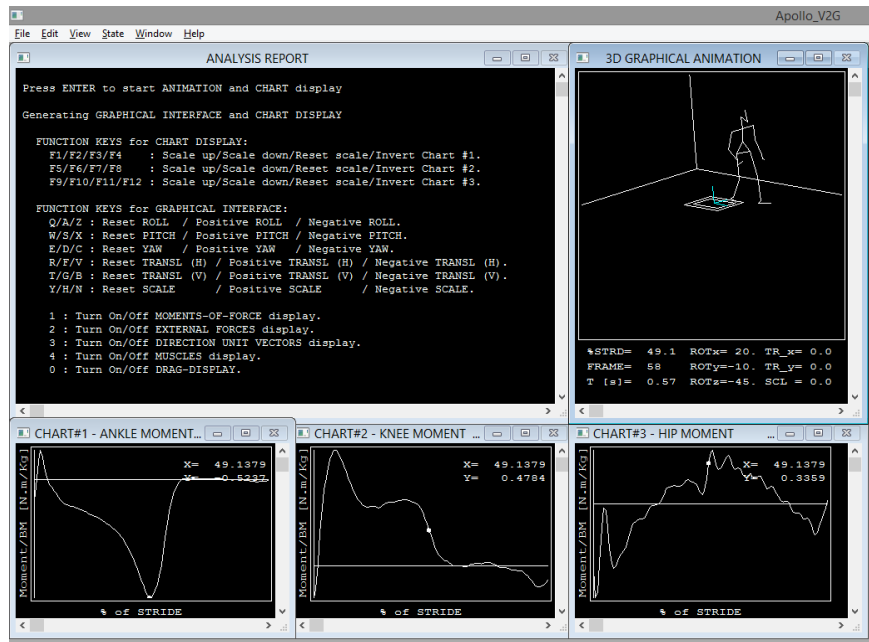 Apollo_V2G
File Edit View State Window Help
ANALYSIS REPORT
Press ENTER to start ANIMATION and CHART display
Generating GRAPHICAL INTERFACE and CHART DISPLAY
FUNCTION KEYS for CHART DISPLAY:
F1/F2/F3/F4 : Scale up/Scale down/Reset scale/Invert Chart #1.
F5/F6/F7/F8 : Scale up/Scale down/Reset scale/Invert Chart #2.
F9/F10/F11/F12 : Scale up/Scale down/Reset scale/Invert Chart #3.
FUNCTION KEYS for GRAPHICAL INTERFACE:
Q/A/Z : Reset ROLL / Positive ROLL / Negative ROLL.
W/S/X : Reset PITCH / Positive PITCH / Negative PITCH.
E/D/C : Reset YAW / Positive YAW / Negative YAW.
R/F/V : Reset TRANSL (H) / Positive TRANSL (H) / Negative TRANSL (H).
T/G/B : Reset TRANSL (V) / Positive TRANSL (V) / Negative TRANSL (V).
Y/H/N : Reset SCALE / Positive SCALE / Negative SCALE.
1 : Turn On/Off MOMENTS-OF-FORCE display.
2 : Turn On/Off EXTERNAL FORCES display.
3 : Turn On/Off DIRECTION UNIT VECTORS display.
4 : Turn On/Off MUSCLES display.
0 : Turn On/Off DRAG-DISPLAY.
3D GRAPHICAL ANIMATION
%STRD= 49.1 ROTx= 20. TR_x= 0.0
FRAME= 58 ROTy=-10. TR_y= 0.0
T [s]= 0.57 ROTz=-45. SCL = 0.0
CHART#1 - ANKLE MOMENT...
X= 49.1379
Y= -0.5237
Moment/BM [N.m/Kg]
% of STRIDE
CHART#2 - KNEE MOMENT ...
X= 49.1379
Y= 0.4784
Moment/BM [N.m/Kg]
% of STRIDE
CHART#3 - HIP MOMENT ...
X= 49.1379
Y= 0.3359
Moment/BM [N.m/Kg]
% of STRIDE